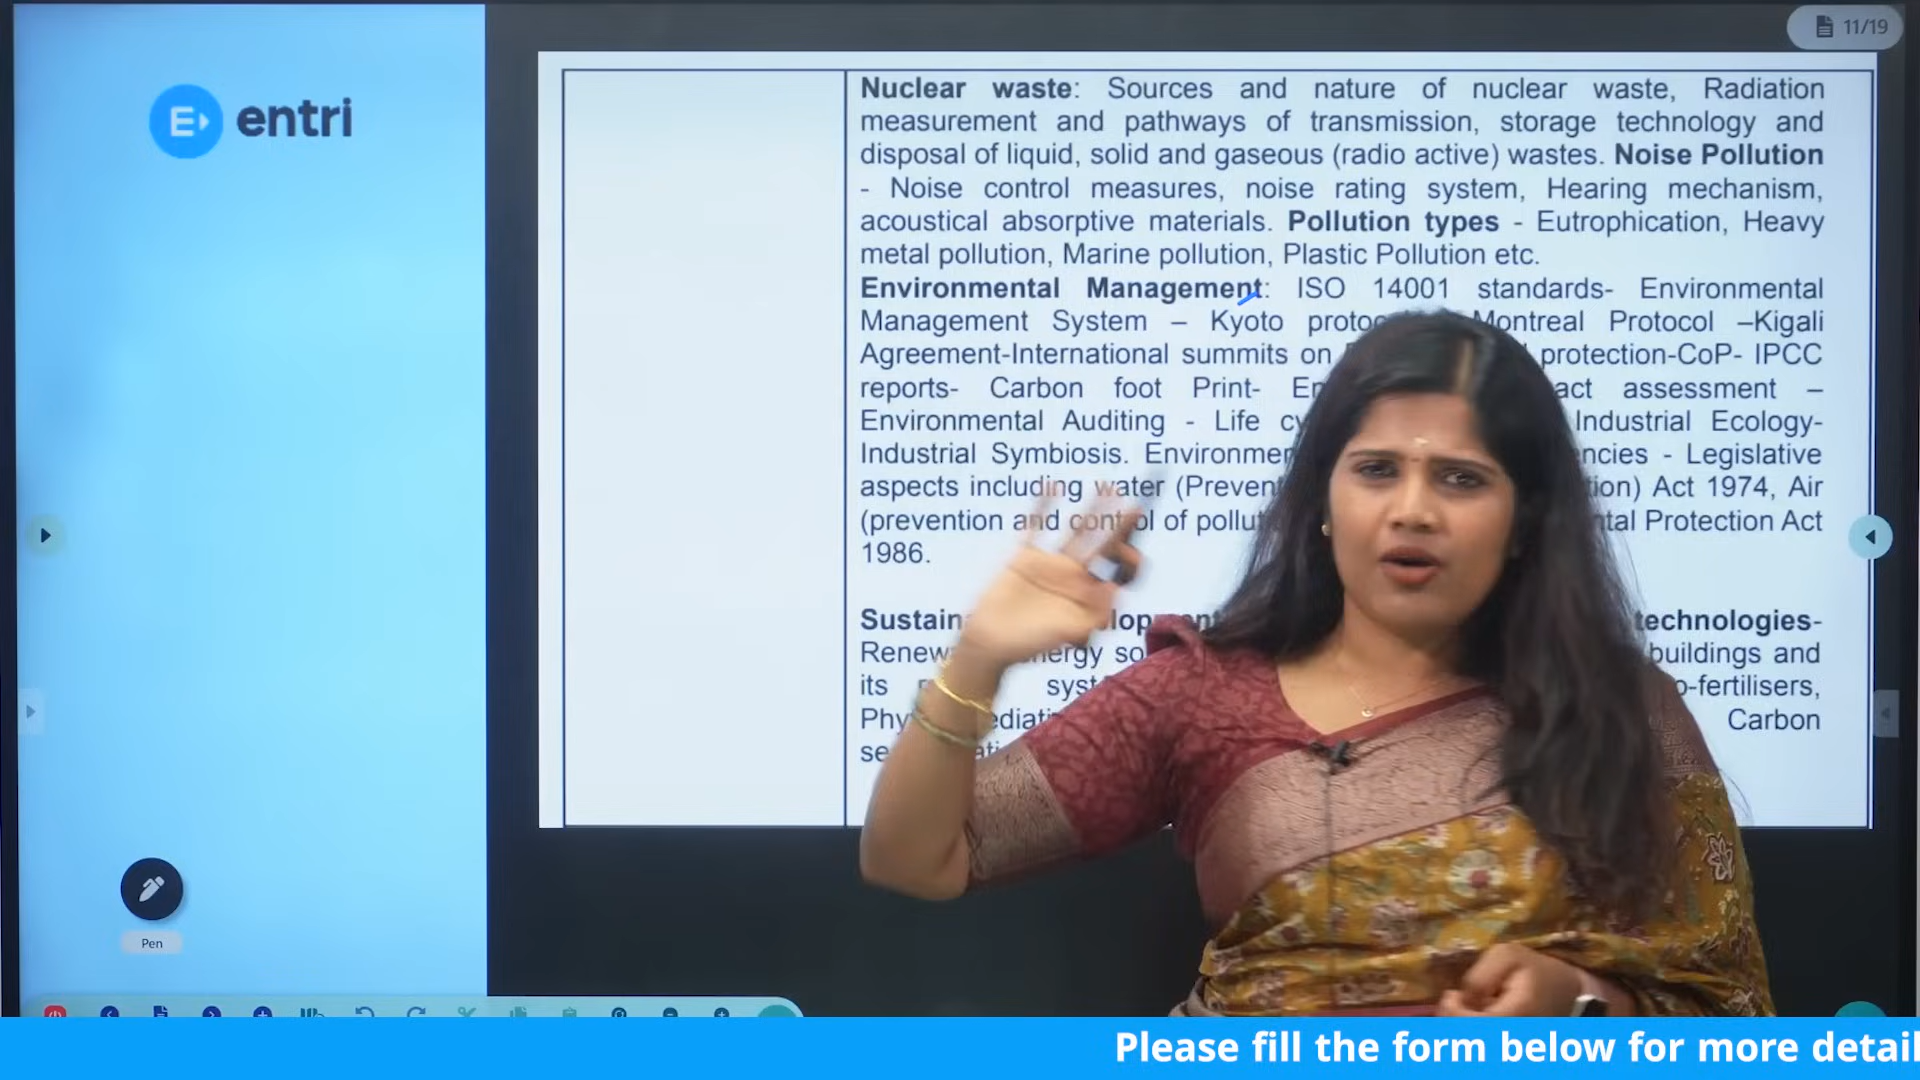 11/19
entri
Nuclear waste: Sources and nature of nuclear waste, Radiation
measurement and pathways of transmission, storage technology and
disposal of liquid, solid and gaseous (radio active) wastes. Noise Pollution
- Noise control measures, noise rating system, Hearing mechanism,
acoustical absorptive materials. Pollution types - Eutrophication, Heavy
metal pollution, Marine pollution, Plastic Pollution etc.
Environmental Management: ISO 14001 standards- Environmental
Management System – Kyoto Montreal Protocol –Kigali
Agreement-International summits on protection-CoP- IPCC
reports- Carbon foot Print- assessment –
Environmental Auditing - Life Industrial Ecology-
Industrial Symbiosis. - Legislative
aspects including water Act 1974, Air
(prevention and of Protection Act
1986.
technologies-
buildings and
its
Carbon
Pen
Please fill the form below for more detail